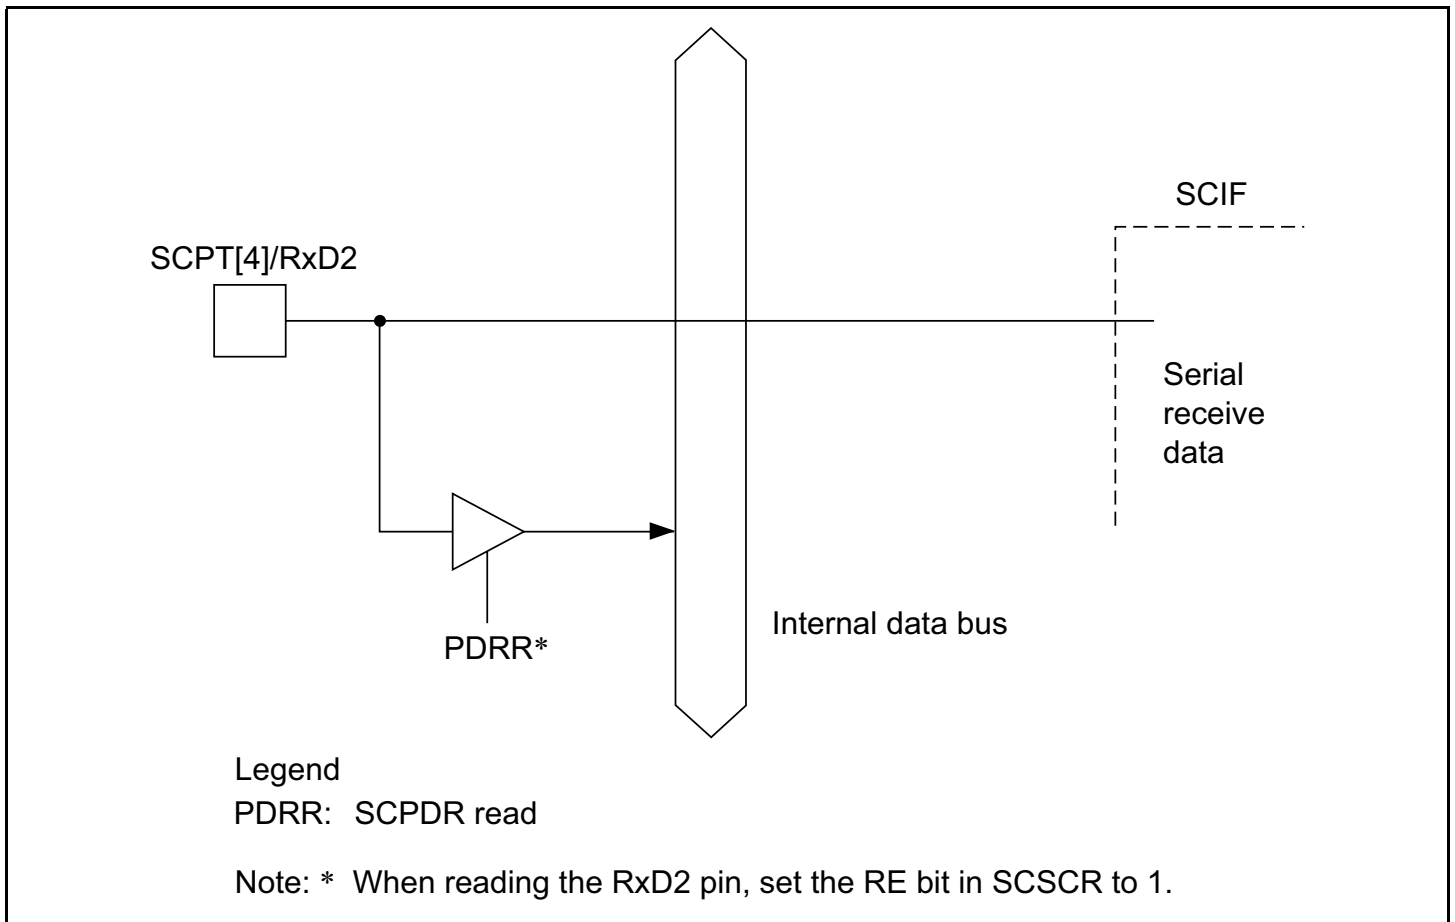 SCIF
SCPT[4]/RxD2
Serial
receive
data
Internal data bus
PDRR*
Legend
PDRR: SCPDR read
Note: * When reading the RxD2 pin, set the RE bit in SCSCR to 1.